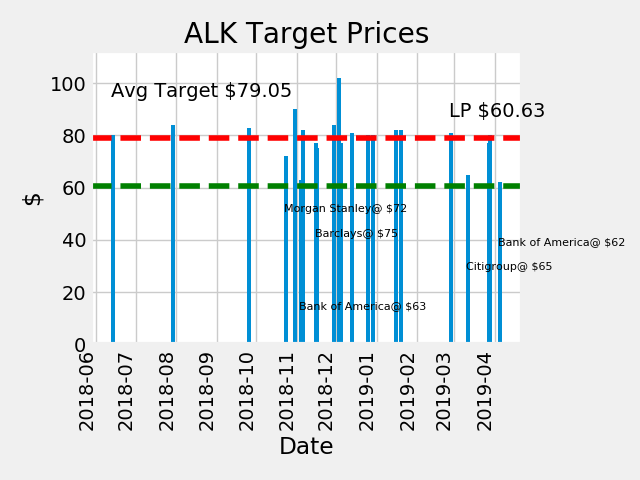 ALK Target Prices
100
80
60
40
20
0
$
Avg Target $79.05
LP $60.63
Morgan Stanley@ $72
Barclays@ $75
Bank of America@ $62
Citigroup@ $65
Bank of America@ $63
2018-06
2018-07
2018-08
2018-09
2018-10
2018-11
2018-12
2019-01
2019-02
2019-03
2019-04
Date